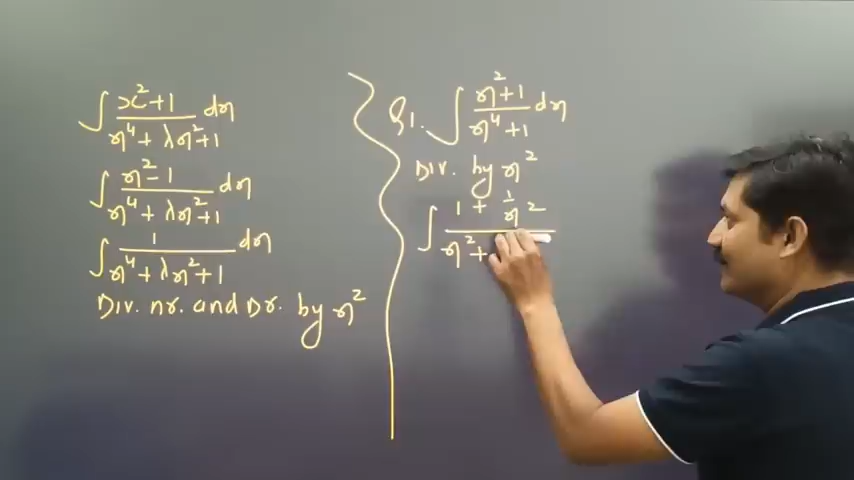 ∫ x²+1 / x⁴ + λx²+1 dx
∫ x²-1 / x⁴ + λx²+1 dx
∫ 1 / x⁴ + λx²+1 dx
Div. nr. and Dr. by x²
Q1. ∫ x²+1 / x⁴+1 dx
Div. by x²
∫ 1 + 1/x² / x²+